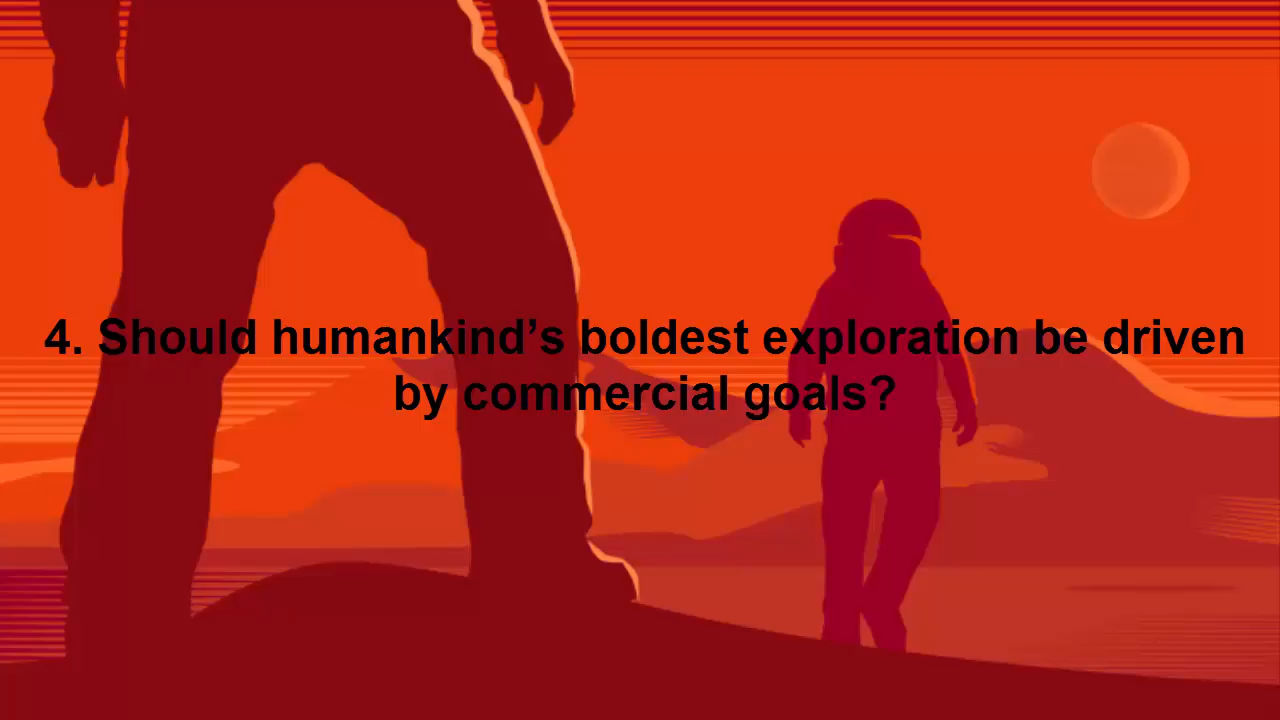 4. Should humankind’s boldest exploration be driven
by commercial goals?